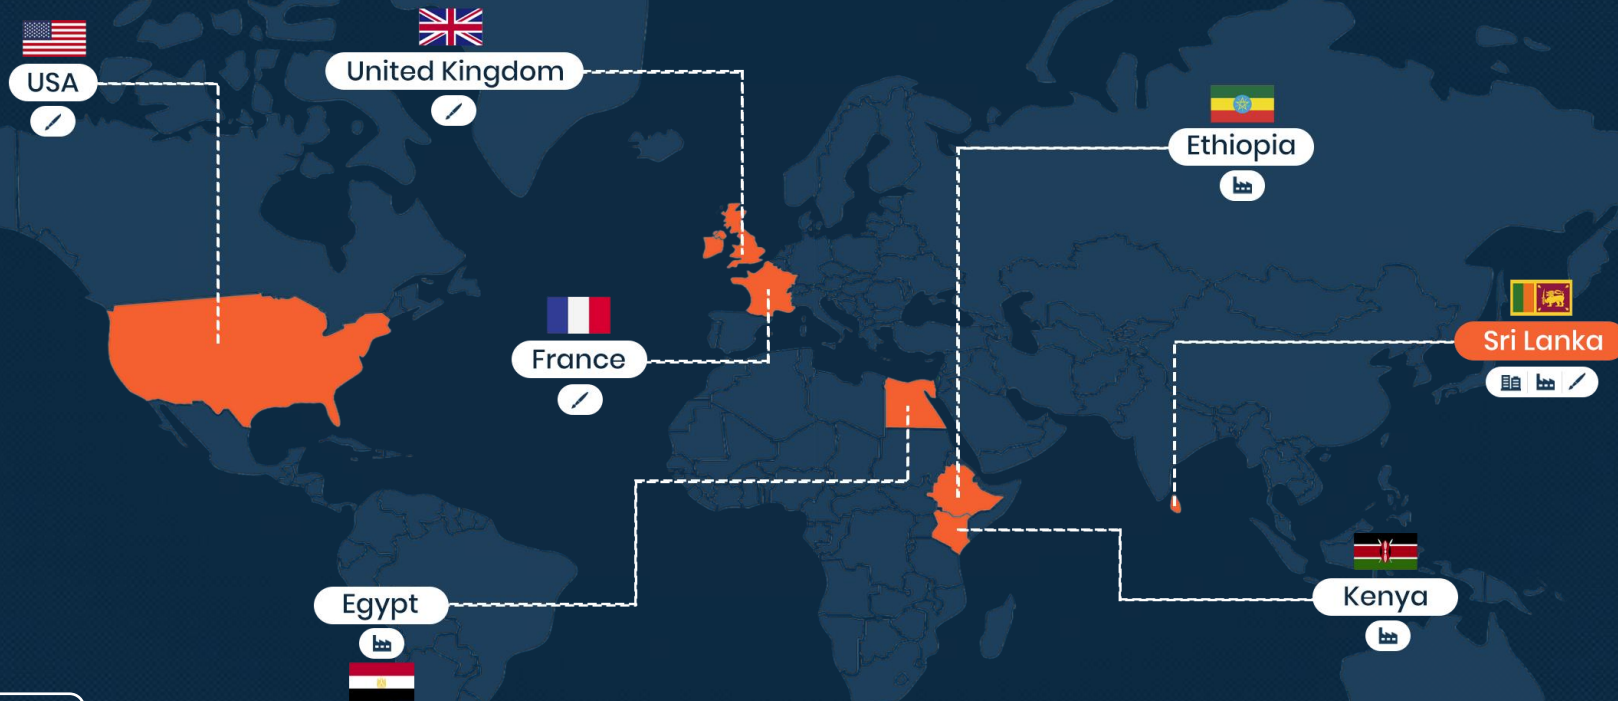 USA
United Kingdom
Ethiopia
Sri Lanka
France
Egypt
Kenya